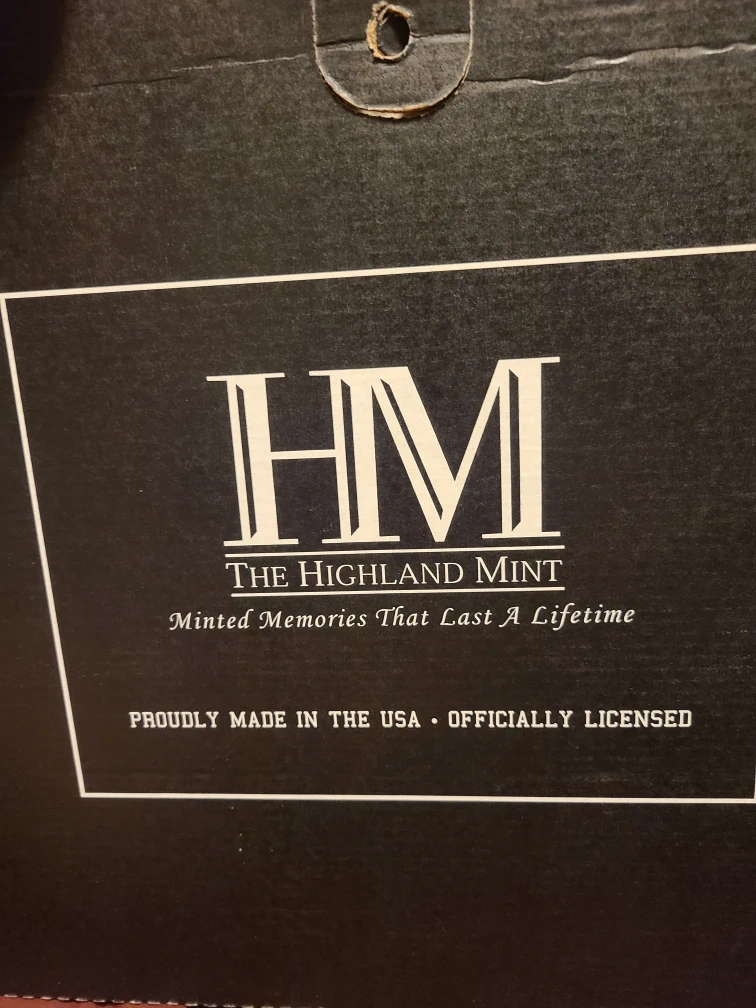 HM
THE HIGHLAND MINT
Minted Memories That Last A Lifetime
PROUDLY MADE IN THE USA • OFFICIALLY LICENSED